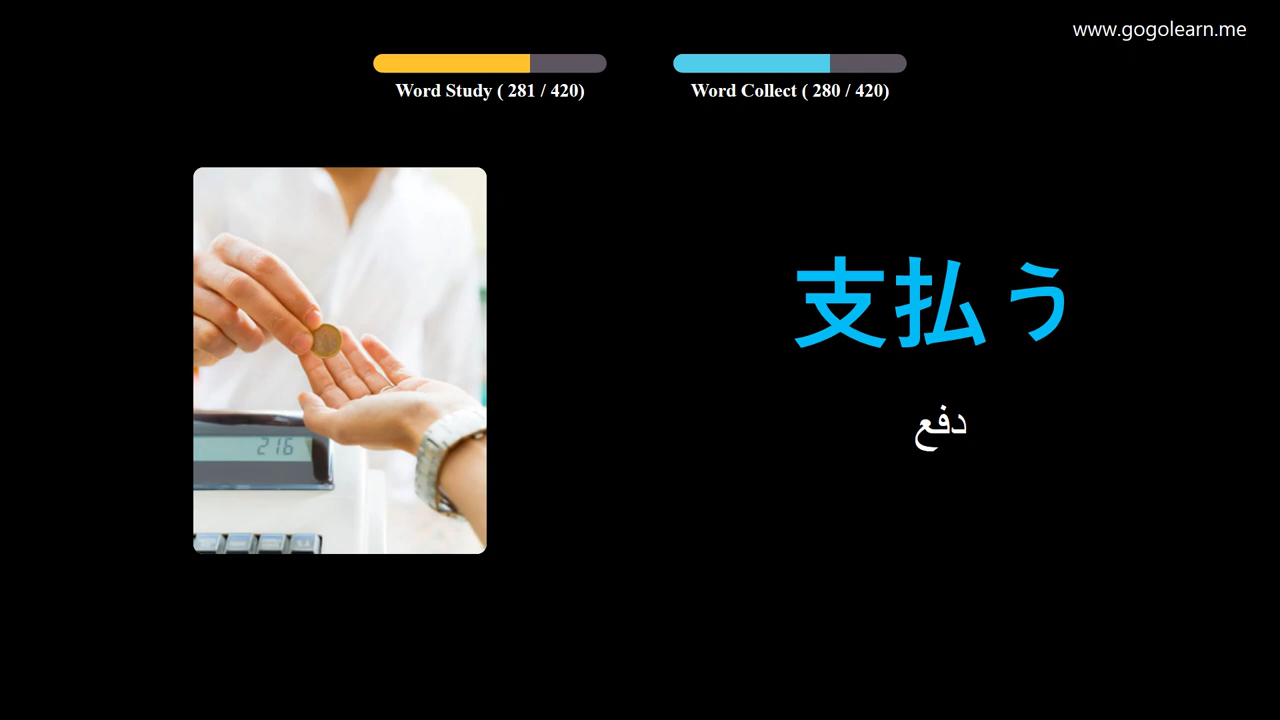 www.gogolearn.me
Word Study ( 281 / 420)
Word Collect ( 280 / 420)
支払う
دفع
216